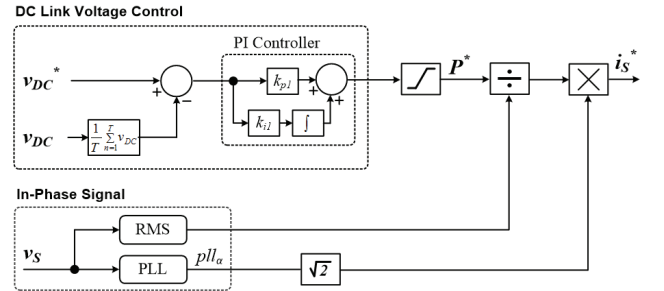 DC Link Voltage Control
PI Controller
v_DC*
+
−
k_p1
+
+
k_i1
∫
P*
÷
×
i_S*
v_DC
1/T Σ_{n=1}^{T} v_DC
In-Phase Signal
RMS
v_S
PLL
pll_α
√2